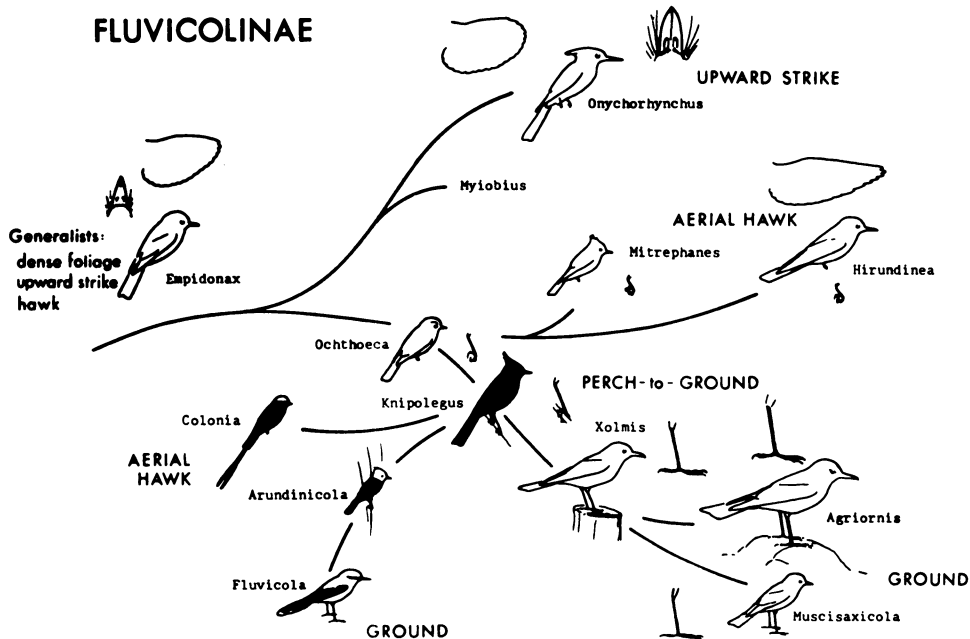 FLUVICOLINAE
UPWARD STRIKE
Onychorhynchus
Myiobius
AERIAL HAWK
Mitrephanes
Hirundinea
Generalists:
dense foliage
upward strike
hawk
Empidonax
Ochthoeca
PERCH-to-GROUND
Knipolegus
Colonia
Xolmis
AERIAL
HAWK
Arundinicola
Agriornis
Fluvicola
GROUND
Muscisaxicola
GROUND